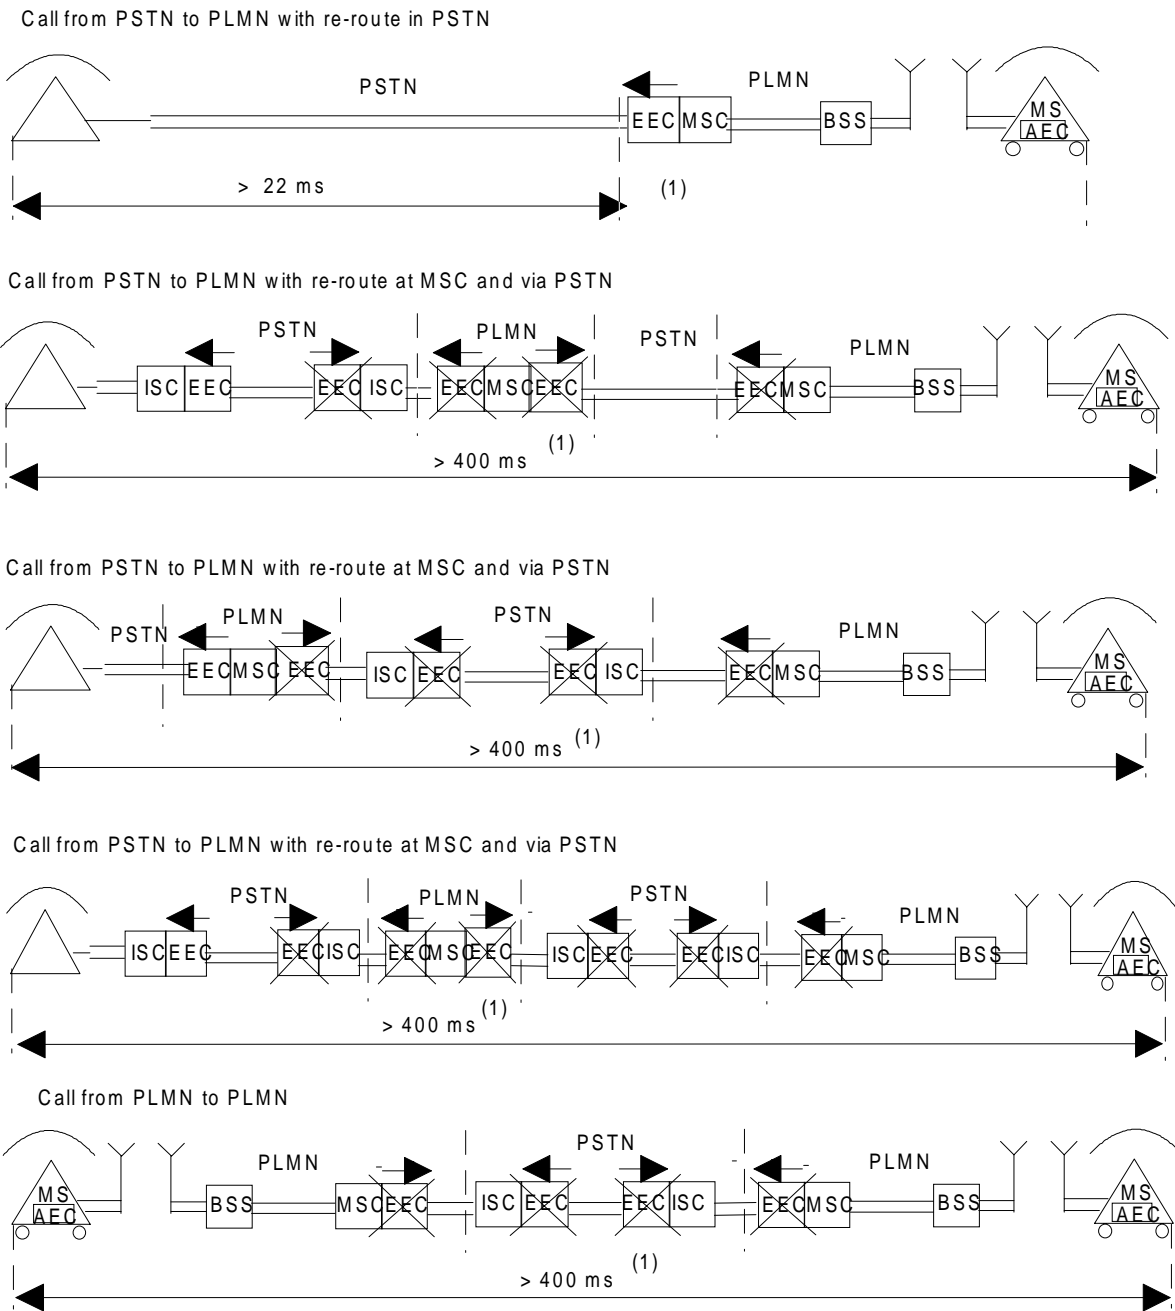 Call from PSTN to PLMN with re-route in PSTN
PSTN PLMN
EEC MSC BSS MS
AEC
> 22 ms (1)
Call from PSTN to PLMN with re-route at MSC and via PSTN
PSTN PLMN PSTN PLMN
ISC EEC EEC ISC EEC MSC EEC EEC MSC BSS MS
AEC
(1)
> 400 ms
Call from PSTN to PLMN with re-route at MSC and via PSTN
PSTN PLMN PSTN PLMN
EEC MSC EEC ISC EEC EEC ISC EEC MSC BSS MS
AEC
> 400 ms (1)
Call from PSTN to PLMN with re-route at MSC and via PSTN
PSTN PLMN PSTN PLMN
ISC EEC EEC ISC EEC MSC EEC ISC EEC EEC ISC EEC MSC BSS MS
AEC
(1)
> 400 ms
Call from PLMN to PLMN
PLMN PSTN PLMN
MS BSS MSC EEC ISC EEC EEC ISC EEC MSC BSS MS
AEC AEC
(1)
> 400 ms